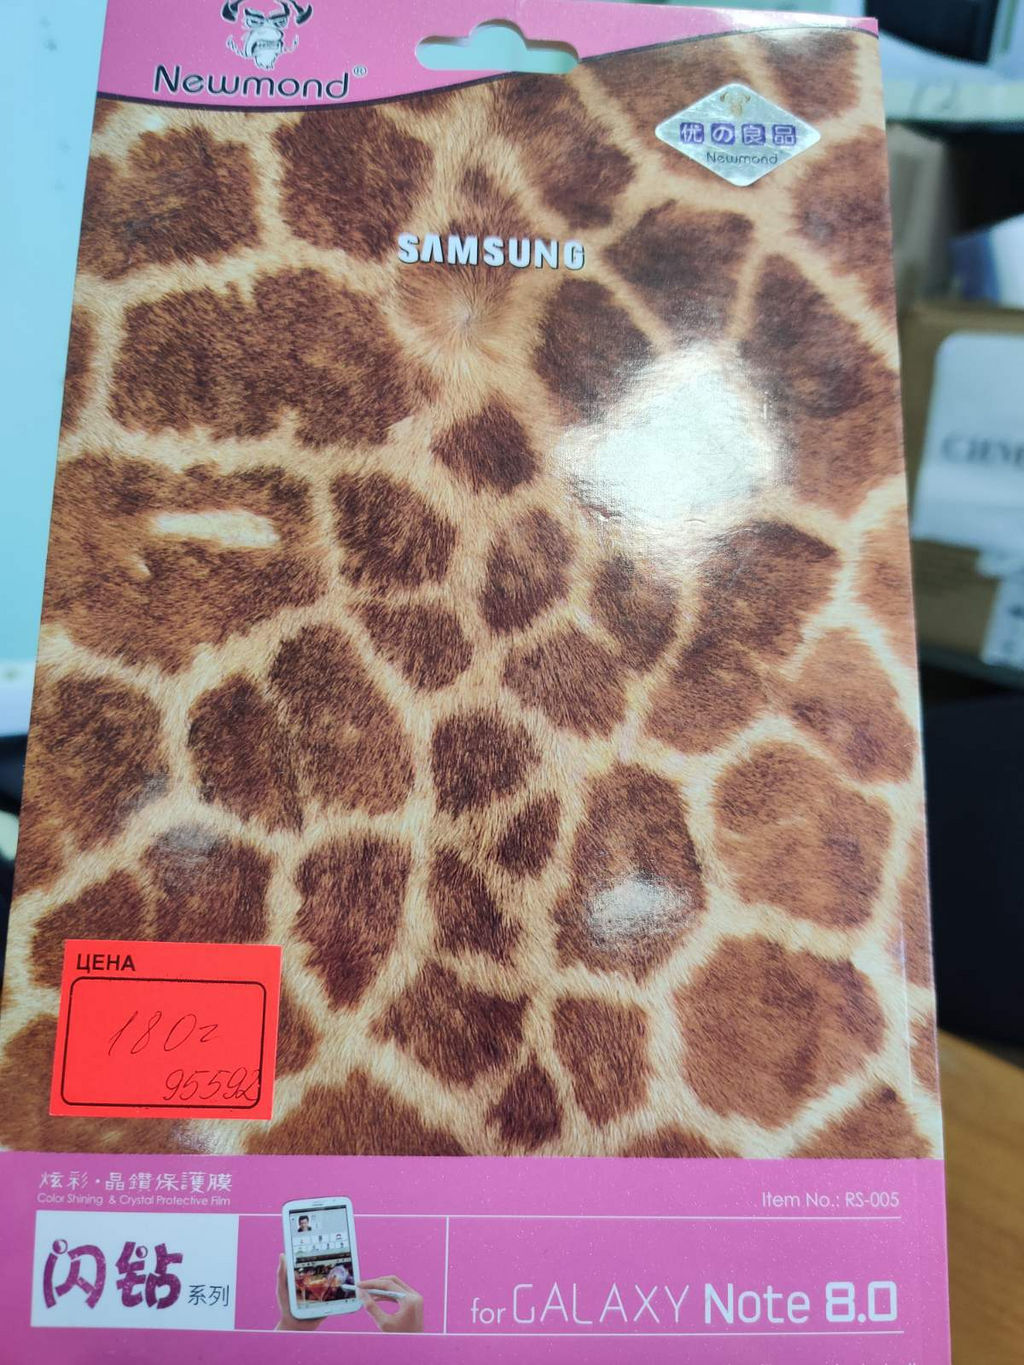 Newmond®
优の良品
Newmond
SAMSUNG
ЦЕНА
180г
95592
炫彩·晶鑽保護膜
Color Shining & Crystal Protective Film
Item No.: RS-005
闪钻系列
for GALAXY Note 8.0